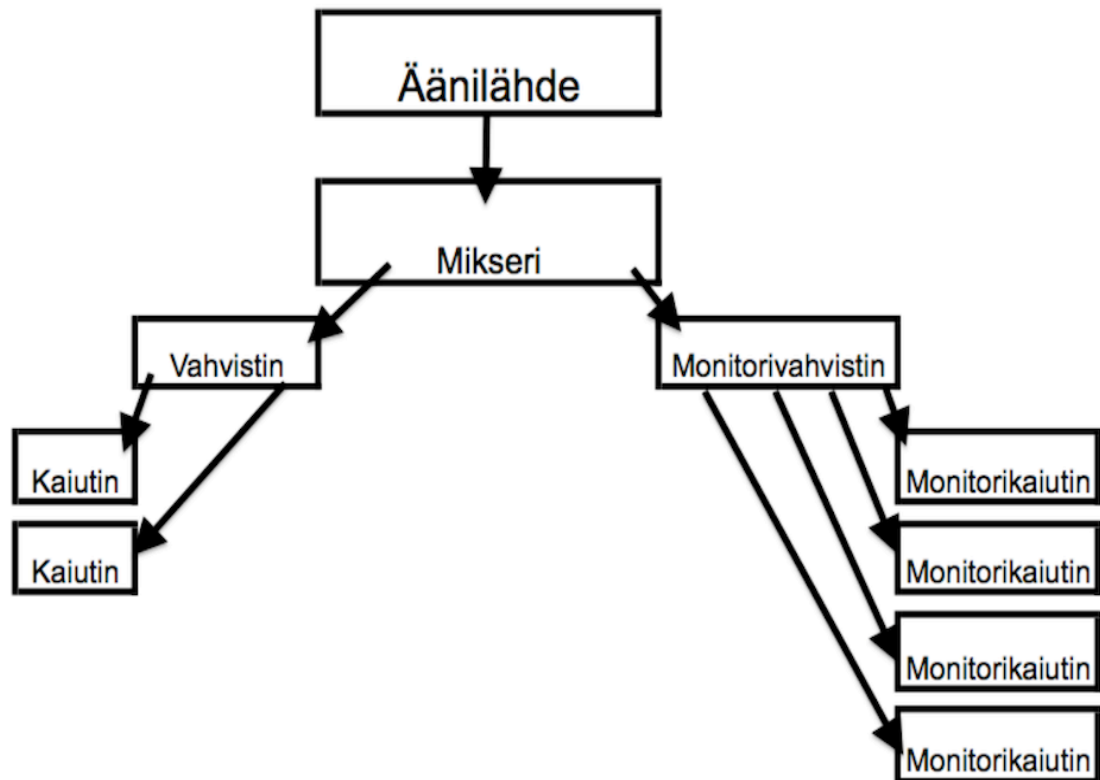 Äänilähde
Mikseri
Vahvistin
Monitorivahvistin
Kaiutin
Monitorikaiutin
Kaiutin
Monitorikaiutin
Monitorikaiutin
Monitorikaiutin